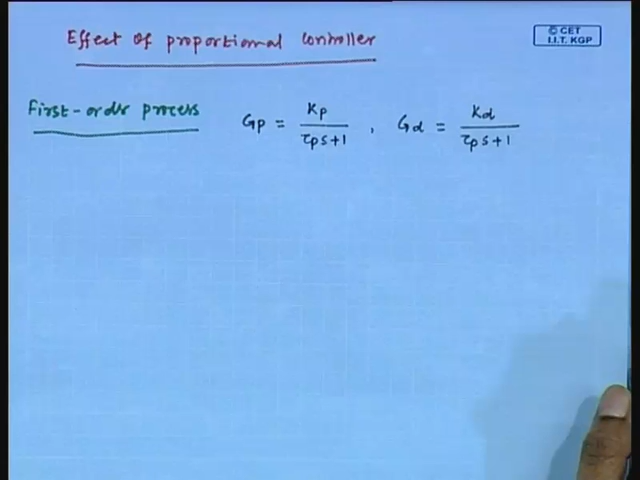 Effect of proportional controller
© CET
I.I.T. KGP
First-order process
Gp = Kp / τps+1 , Gd = Kd / τps+1